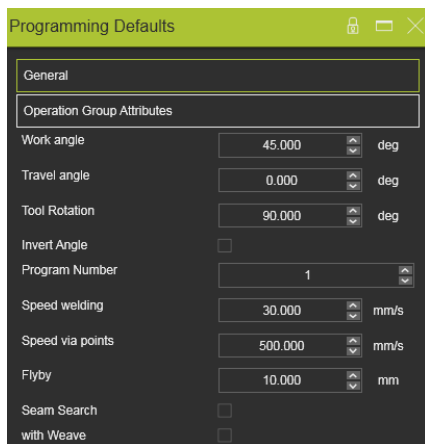 Programming Defaults
General
Operation Group Attributes
Work angle 45.000 deg
Travel angle 0.000 deg
Tool Rotation 90.000 deg
Invert Angle
Program Number 1
Speed welding 30.000 mm/s
Speed via points 500.000 mm/s
Flyby 10.000 mm
Seam Search
with Weave